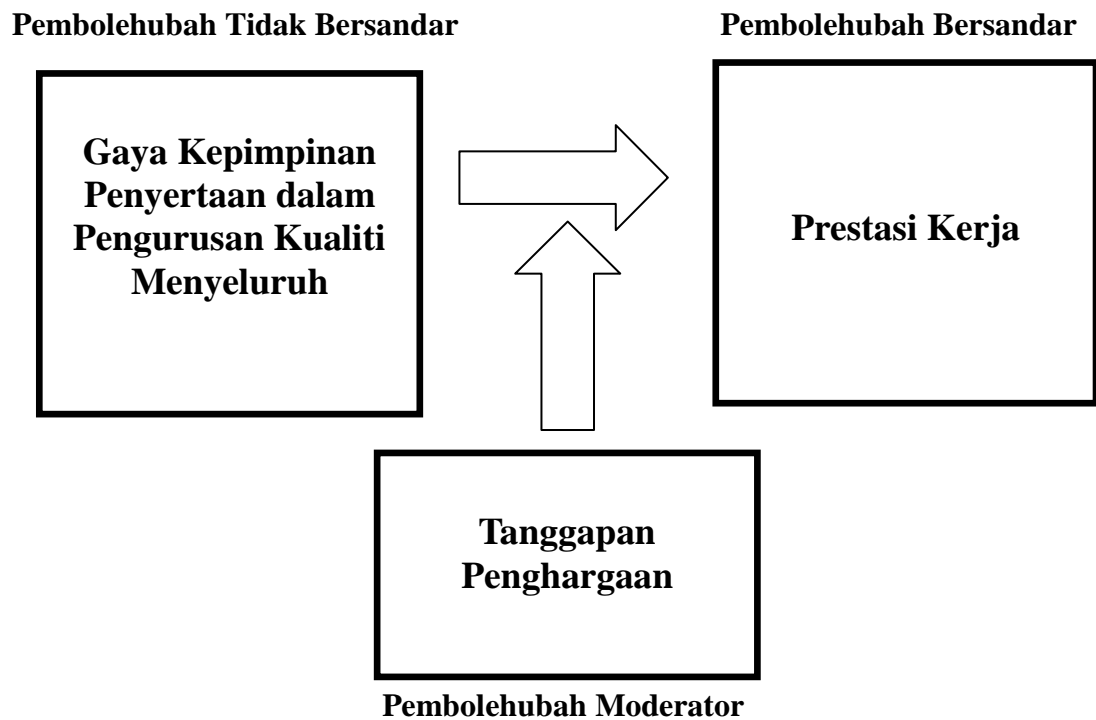 Pembolehubah Tidak Bersandar
Pembolehubah Bersandar
Gaya Kepimpinan
Penyertaan dalam
Pengurusan Kualiti
Menyeluruh
Prestasi Kerja
Tanggapan
Penghargaan
Pembolehubah Moderator